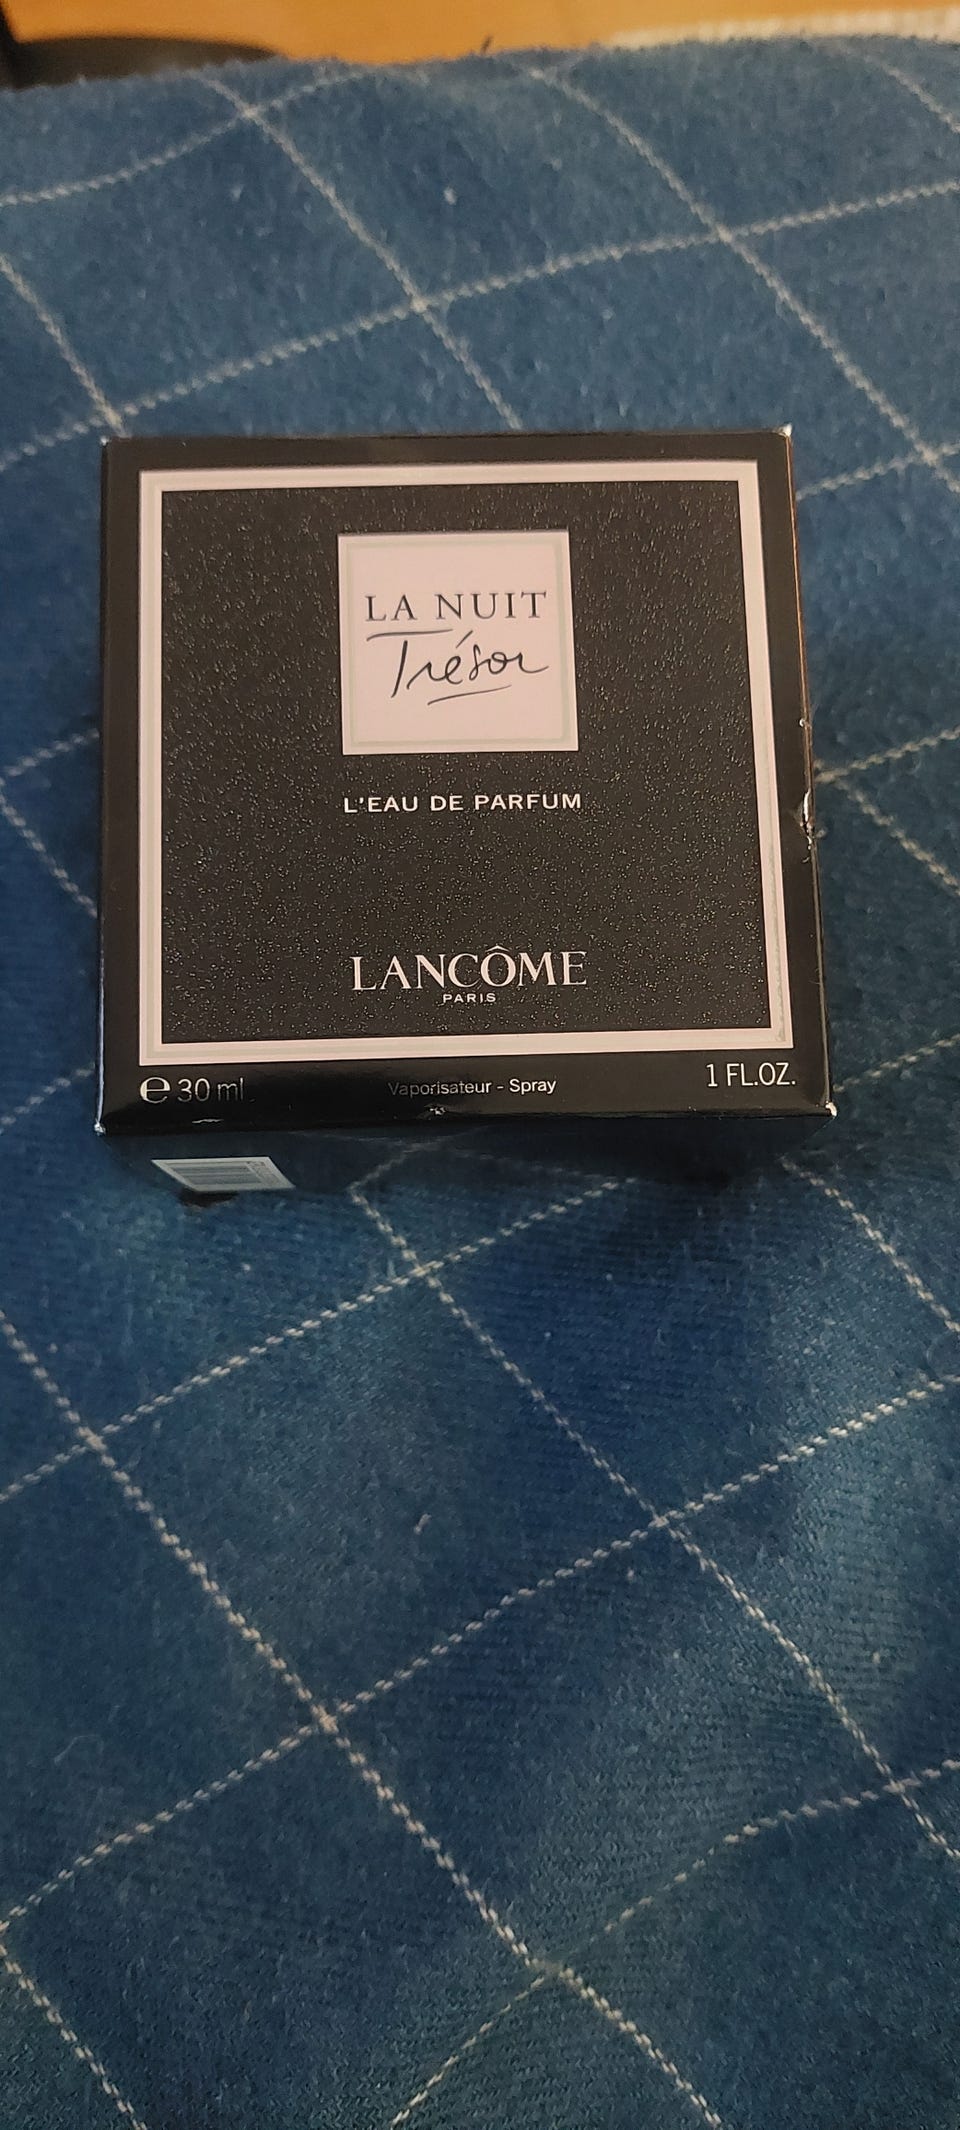 LA NUIT
Trésor
L'EAU DE PARFUM
LANCÔME
PARIS
℮ 30 ml Vaporisateur - Spray 1 FL.OZ.